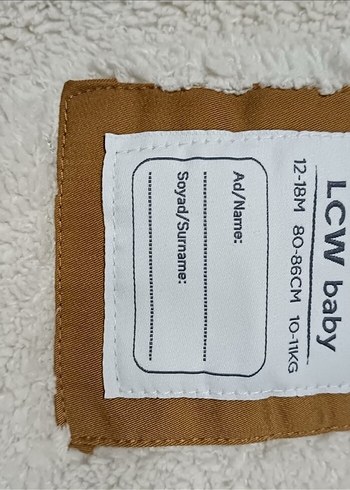 LCW baby
12-18M 80-86CM 10-11KG
Ad/Name:
Soyad/Surname: